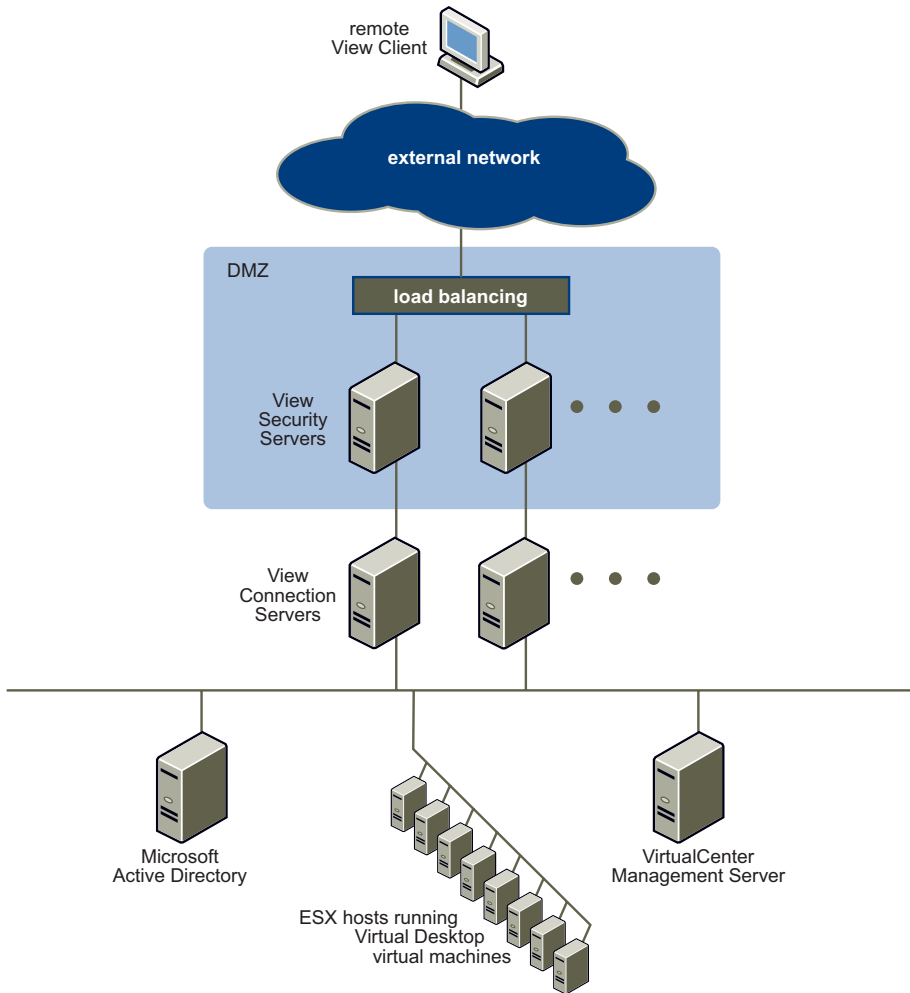 remote
View Client
external network
DMZ
load balancing
View
Security
Servers
View
Connection
Servers
Microsoft
Active Directory
VirtualCenter
Management Server
ESX hosts running
Virtual Desktop
virtual machines